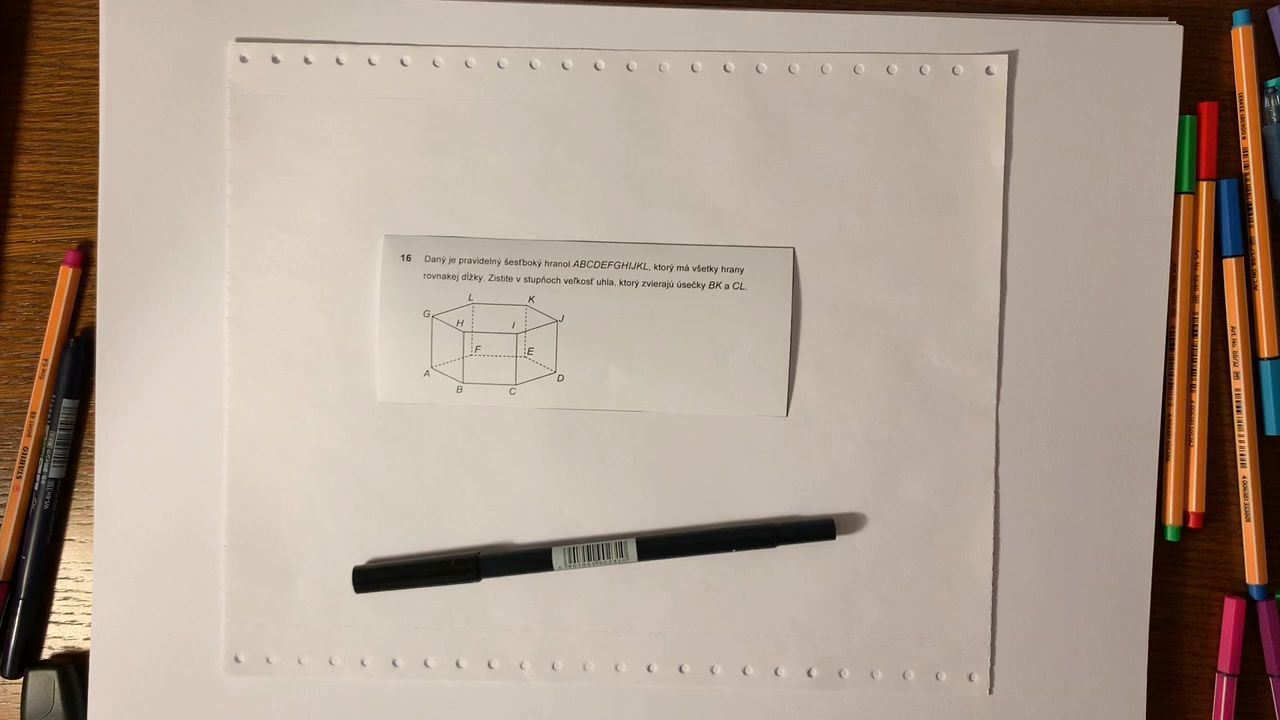 16 Daný je pravidelný šesťboký hranol ABCDEFGHIJKL, ktorý má všetky hrany
rovnakej dĺžky. Zistite v stupňoch veľkosť uhla, ktorý zvierajú úsečky BK a CL.
L K
G H I J
F E
A B C D
STABILO